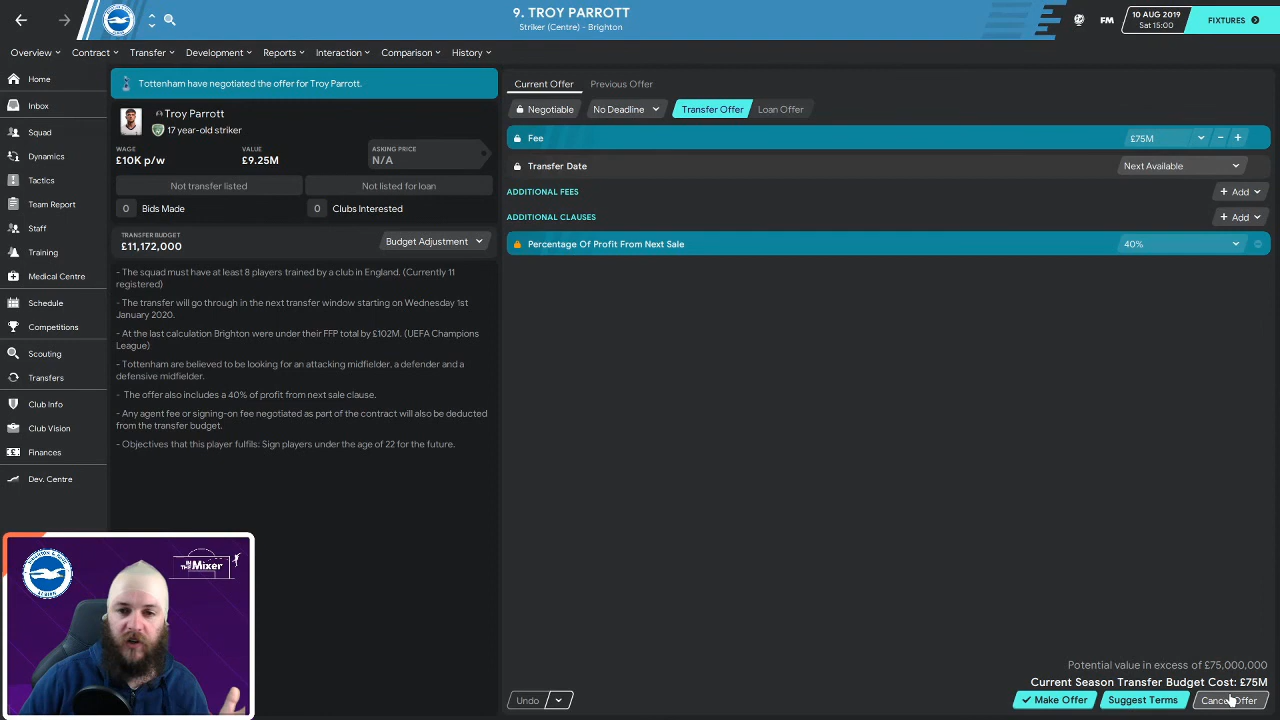 9. TROY PARROTT
Striker (Centre) - Brighton
FM
10 AUG 2019
Sat 15:00
FIXTURES
Overview
Contract
Transfer
Development
Reports
Interaction
Comparison
History
Home
Inbox
Squad
Dynamics
Tactics
Team Report
Staff
Training
Medical Centre
Schedule
Competitions
Scouting
Transfers
Club Info
Club Vision
Finances
Dev. Centre
Tottenham have negotiated the offer for Troy Parrott.
Troy Parrott
17 year-old striker
WAGE
£10K p/w
VALUE
£9.25M
ASKING PRICE
N/A
Not transfer listed
Not listed for loan
0 Bids Made
0 Clubs Interested
TRANSFER BUDGET
£11,172,000
Budget Adjustment
- The squad must have at least 8 players trained by a club in England. (Currently 11
registered)
- The transfer will go through in the next transfer window starting on Wednesday 1st
January 2020.
- At the last calculation Brighton were under their FFP total by £102M. (UEFA Champions
League)
- Tottenham are believed to be looking for an attacking midfielder, a defender and a
defensive midfielder.
- The offer also includes a 40% of profit from next sale clause.
- Any agent fee or signing-on fee negotiated as part of the contract will also be deducted
from the transfer budget.
- Objectives that this player fulfils: Sign players under the age of 22 for the future.
Current Offer
Previous Offer
Negotiable
No Deadline
Transfer Offer
Loan Offer
Fee
£75M
- +
Transfer Date
Next Available
ADDITIONAL FEES
+ Add
ADDITIONAL CLAUSES
+ Add
Percentage Of Profit From Next Sale
40%
Potential value in excess of £75,000,000
Current Season Transfer Budget Cost: £75M
Undo
Make Offer
Suggest Terms
Cancel Offer
IN
THE MIXER